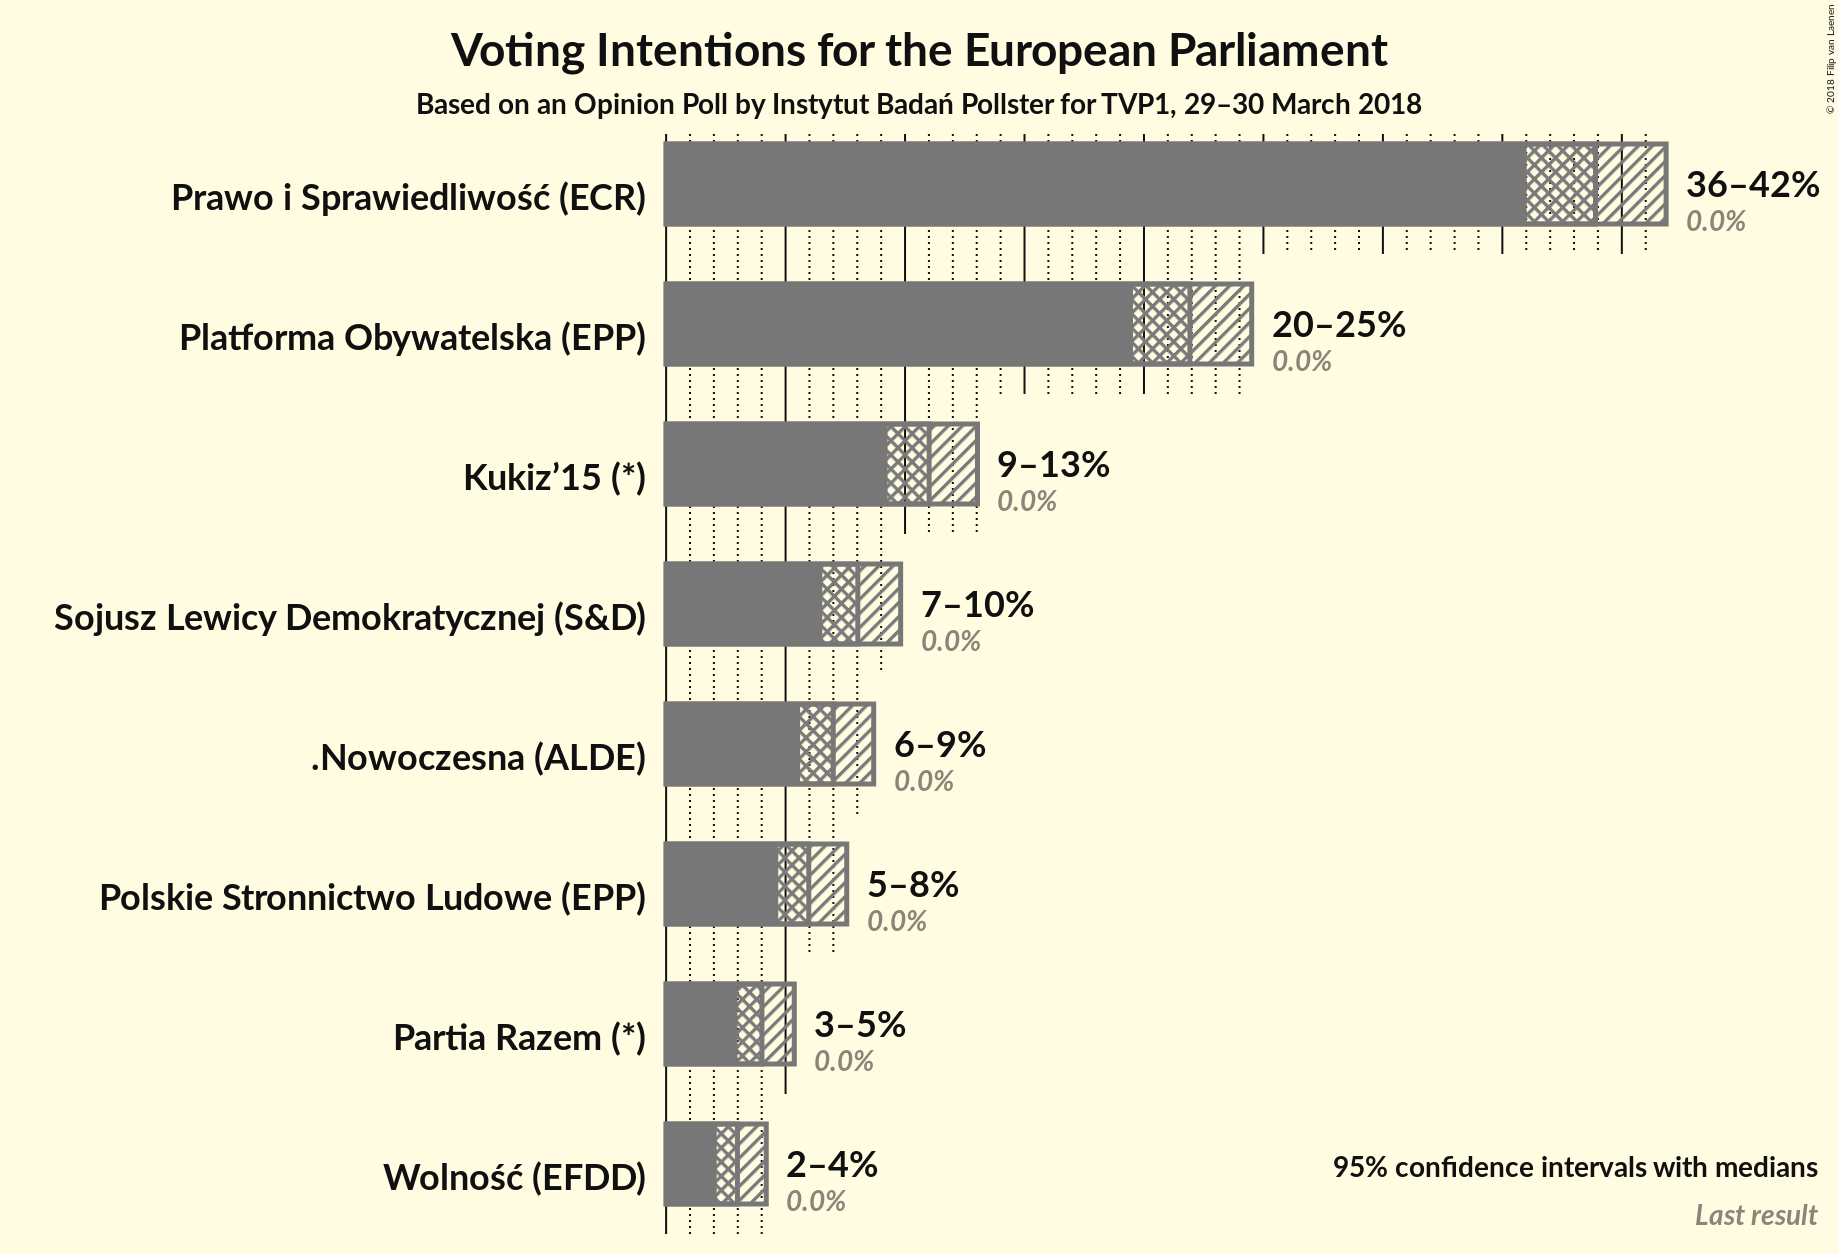 Voting Intentions for the European Parliament
Based on an Opinion Poll by Instytut Badań Pollster for TVP1, 29–30 March 2018
© 2018 Filip van Laenen
Prawo i Sprawiedliwość (ECR)
36–42%
0.0%
Platforma Obywatelska (EPP)
20–25%
0.0%
Kukiz’15 (*)
9–13%
0.0%
Sojusz Lewicy Demokratycznej (S&D)
7–10%
0.0%
.Nowoczesna (ALDE)
6–9%
0.0%
Polskie Stronnictwo Ludowe (EPP)
5–8%
0.0%
Partia Razem (*)
3–5%
0.0%
Wolność (EFDD)
2–4%
0.0%
95% confidence intervals with medians
Last result